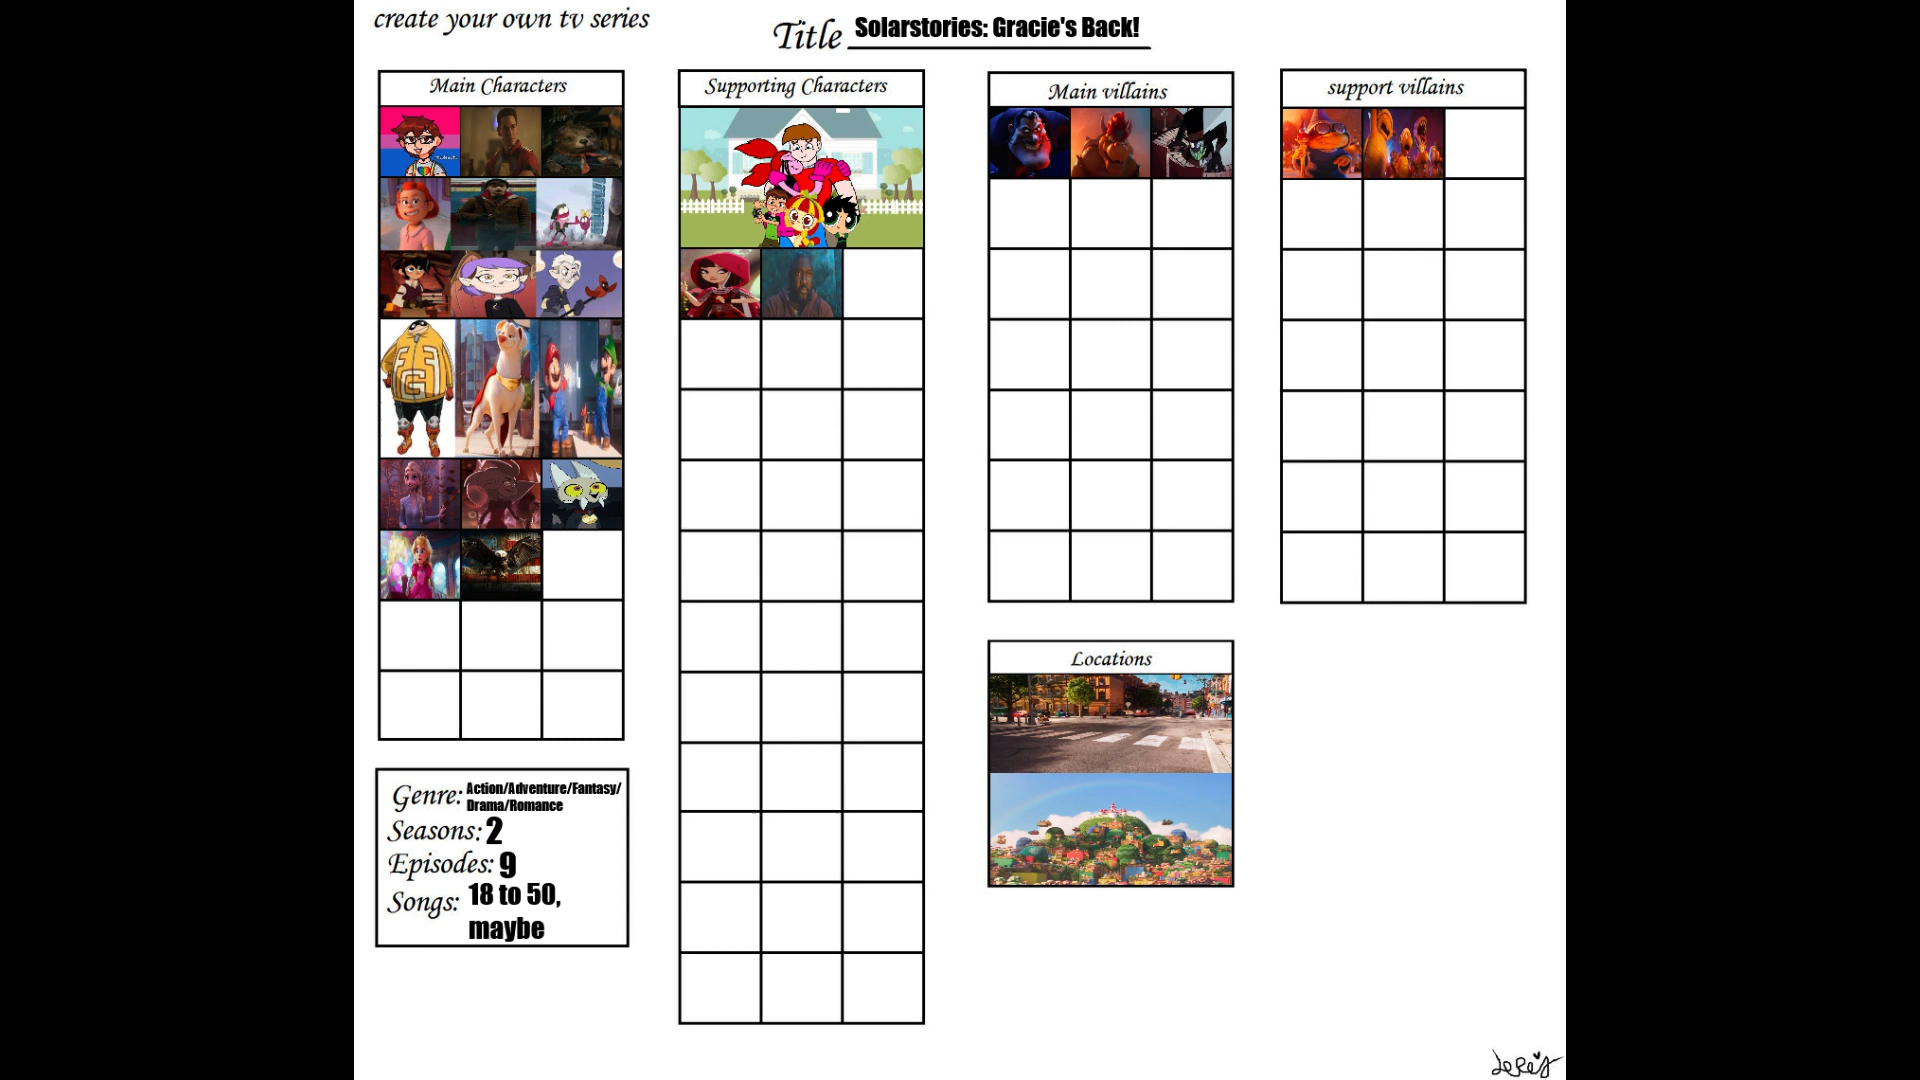 create your own tv series
Title Solarstories: Gracie's Back!
Main Characters
Supporting Characters
Main villains
support villains
Locations
Genre: Action/Adventure/Fantasy/
Drama/Romance
Seasons: 2
Episodes: 9
Songs: 18 to 50,
maybe